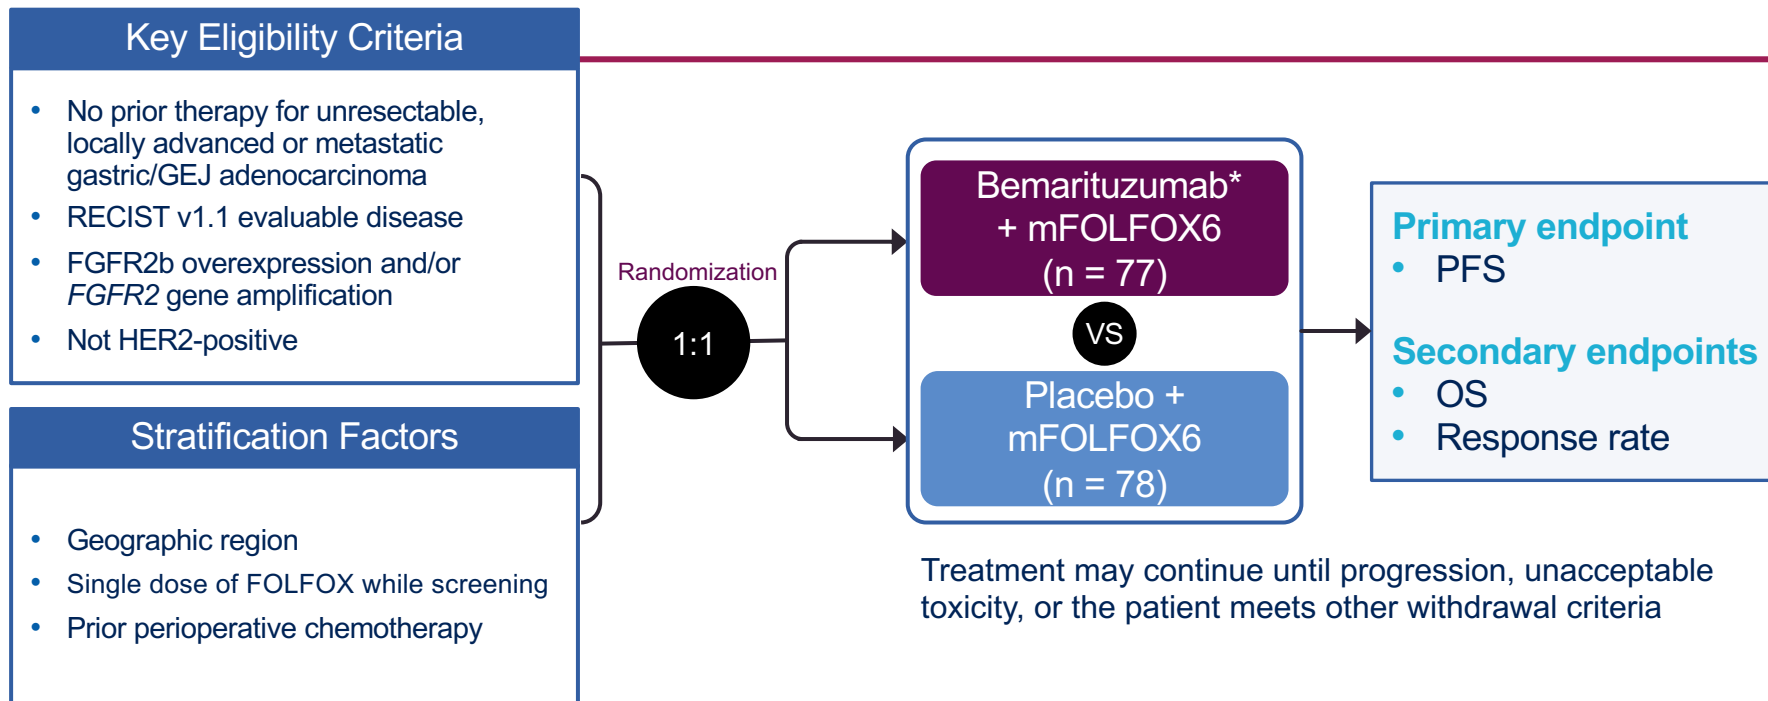 Key Eligibility Criteria
• No prior therapy for unresectable,
locally advanced or metastatic
gastric/GEJ adenocarcinoma
• RECIST v1.1 evaluable disease
• FGFR2b overexpression and/or
FGFR2 gene amplification
• Not HER2-positive
Stratification Factors
• Geographic region
• Single dose of FOLFOX while screening
• Prior perioperative chemotherapy
Randomization
1:1
Bemarituzumab*
+ mFOLFOX6
(n = 77)
VS
Placebo +
mFOLFOX6
(n = 78)
Treatment may continue until progression, unacceptable
toxicity, or the patient meets other withdrawal criteria
Primary endpoint
• PFS
Secondary endpoints
• OS
• Response rate